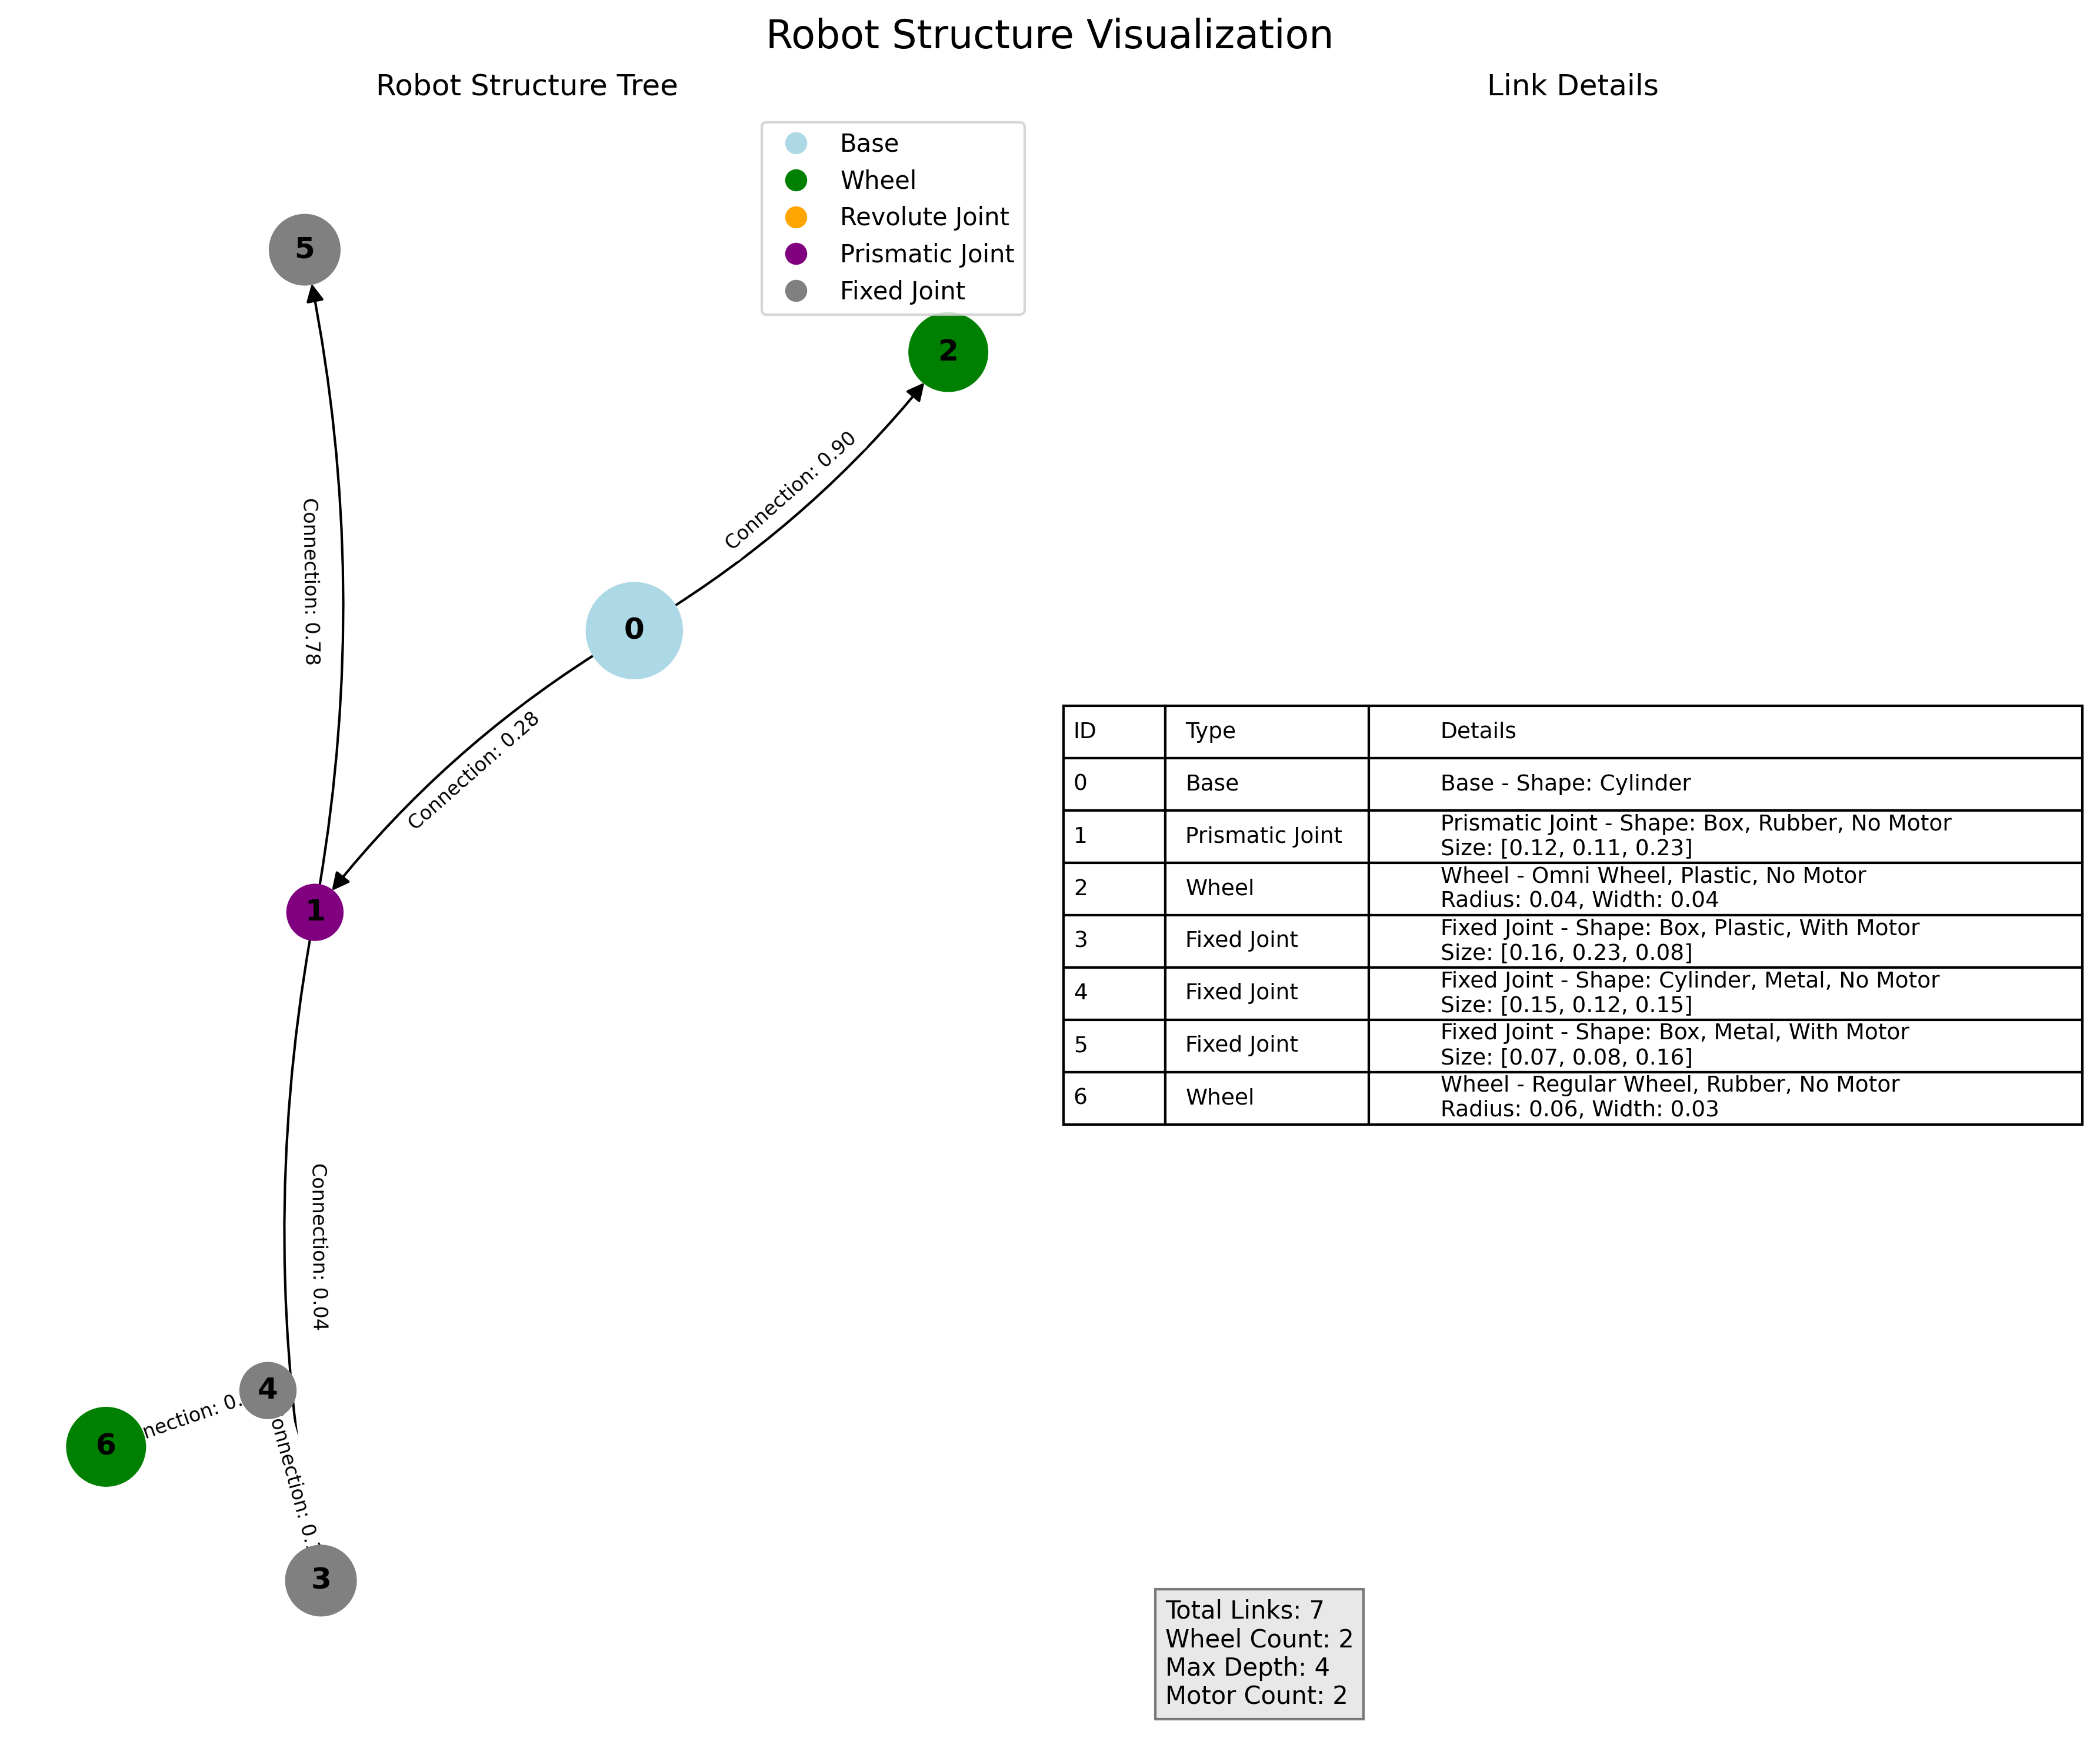 Robot Structure Visualization
Robot Structure Tree
Base
Wheel
Revolute Joint
Prismatic Joint
Fixed Joint
5
2
Connection: 0.90
Connection: 0.78
0
Connection: 0.28
1
Connection: 0.04
4
nection: 0.
6
onnection: 0.
3
Link Details
ID Type Details
0 Base Base - Shape: Cylinder
1 Prismatic Joint Prismatic Joint - Shape: Box, Rubber, No Motor
Size: [0.12, 0.11, 0.23]
2 Wheel Wheel - Omni Wheel, Plastic, No Motor
Radius: 0.04, Width: 0.04
3 Fixed Joint Fixed Joint - Shape: Box, Plastic, With Motor
Size: [0.16, 0.23, 0.08]
4 Fixed Joint Fixed Joint - Shape: Cylinder, Metal, No Motor
Size: [0.15, 0.12, 0.15]
5 Fixed Joint Fixed Joint - Shape: Box, Metal, With Motor
Size: [0.07, 0.08, 0.16]
6 Wheel Wheel - Regular Wheel, Rubber, No Motor
Radius: 0.06, Width: 0.03
Total Links: 7
Wheel Count: 2
Max Depth: 4
Motor Count: 2